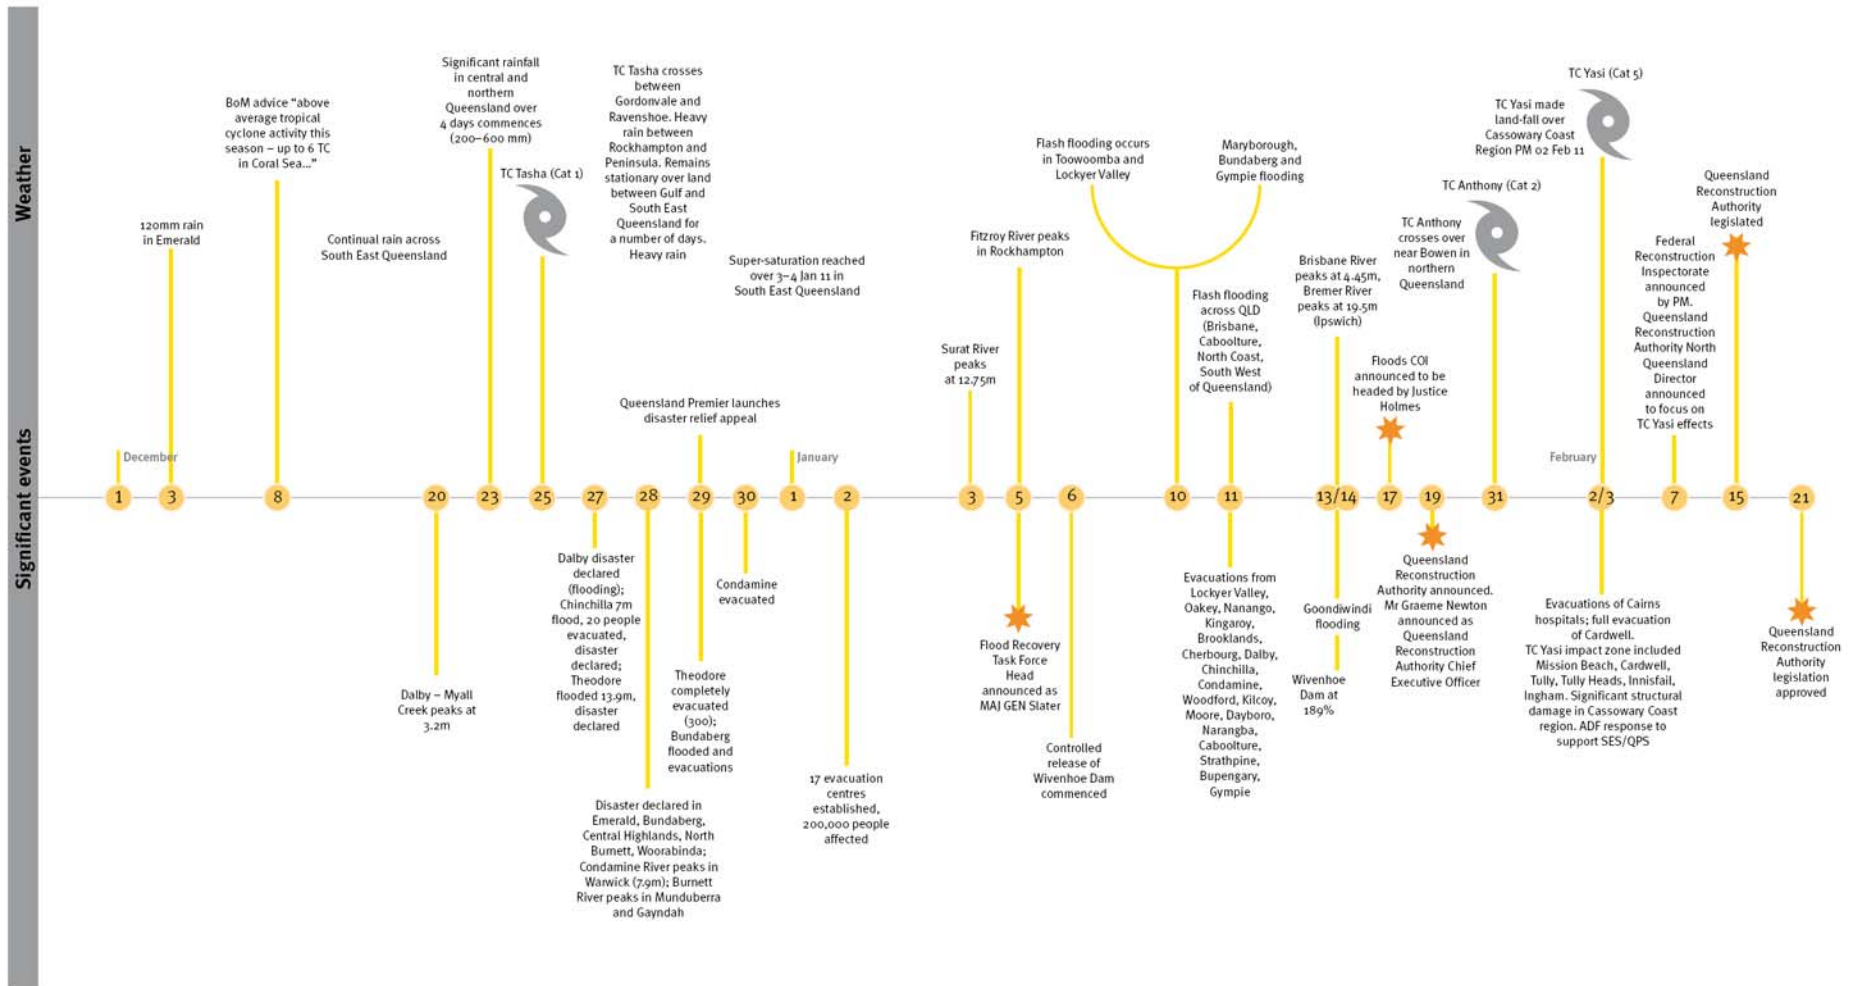 Weather
Significant events
Significant rainfall
in central and
northern
Queensland over
4 days commences
(200–600 mm)
TC Tasha crosses
between
Gordonvale and
Ravenshoe. Heavy
rain between
Rockhampton and
Peninsula. Remains
stationary over land
between Gulf and
South East
Queensland for
a number of days.
Heavy rain
BoM advice “above
average tropical
cyclone activity this
season – up to 6 TC
in Coral Sea...”
TC Tasha (Cat 1)
120mm rain
in Emerald
Continual rain across
South East Queensland
Super-saturation reached
over 3–4 Jan 11 in
South East Queensland
Queensland Premier launches
disaster relief appeal
Surat River
peaks
at 12.75m
Fitzroy River peaks
in Rockhampton
Flash flooding occurs
in Toowoomba and
Lockyer Valley
Maryborough,
Bundaberg and
Gympie flooding
Flash flooding
across QLD
(Brisbane,
Caboolture,
North Coast,
South West
of Queensland)
Brisbane River
peaks at 4.45m,
Bremer River
peaks at 19.5m
(Ipswich)
Floods COI
announced to be
headed by Justice
Holmes
TC Anthony (Cat 2)
TC Anthony
crosses over
near Bowen in
northern
Queensland
TC Yasi (Cat 5)
TC Yasi made
land-fall over
Cassowary Coast
Region PM 02 Feb 11
Federal
Reconstruction
Inspectorate
announced
by PM.
Queensland
Reconstruction
Authority North
Queensland
Director
announced
to focus on
TC Yasi effects
Queensland
Reconstruction
Authority
legislated
December
January
February
1 3 8 20 23 25 27 28 29 30 1 2 3 5 6 10 11 13/14 17 19 31 2/3 7 15 21
Dalby – Myall
Creek peaks at
3.2m
Dalby disaster
declared
(flooding);
Chinchilla 7m
flood, 20 people
evacuated,
disaster
declared;
Theodore
flooded 13.9m,
disaster
declared
Disaster declared in
Emerald, Bundaberg,
Central Highlands, North
Burnett, Woorabinda;
Condamine River peaks in
Warwick (7.9m); Burnett
River peaks in Munduberra
and Gayndah
Theodore
completely
evacuated
(300);
Bundaberg
flooded and
evacuations
Condamine
evacuated
17 evacuation
centres
established,
200,000 people
affected
Flood Recovery
Task Force
Head
announced as
MAJ GEN Slater
Controlled
release of
Wivenhoe Dam
commenced
Evacuations from
Lockyer Valley,
Oakey, Nanango,
Kingaroy,
Brooklands,
Cherbourg, Dalby,
Chinchilla,
Condamine,
Woodford, Kilcoy,
Moore, Dayboro,
Narangba,
Caboolture,
Strathpine,
Bupengary,
Gympie
Goondiwindi
flooding
Wivenhoe
Dam at
189%
Queensland
Reconstruction
Authority announced.
Mr Graeme Newton
announced as
Queensland
Reconstruction
Authority Chief
Executive Officer
Evacuations of Cairns
hospitals; full evacuation
of Cardwell.
TC Yasi impact zone included
Mission Beach, Cardwell,
Tully, Tully Heads, Innisfail,
Ingham. Significant structural
damage in Cassowary Coast
region. ADF response to
support SES/QPS
Queensland
Reconstruction
Authority
legislation
approved